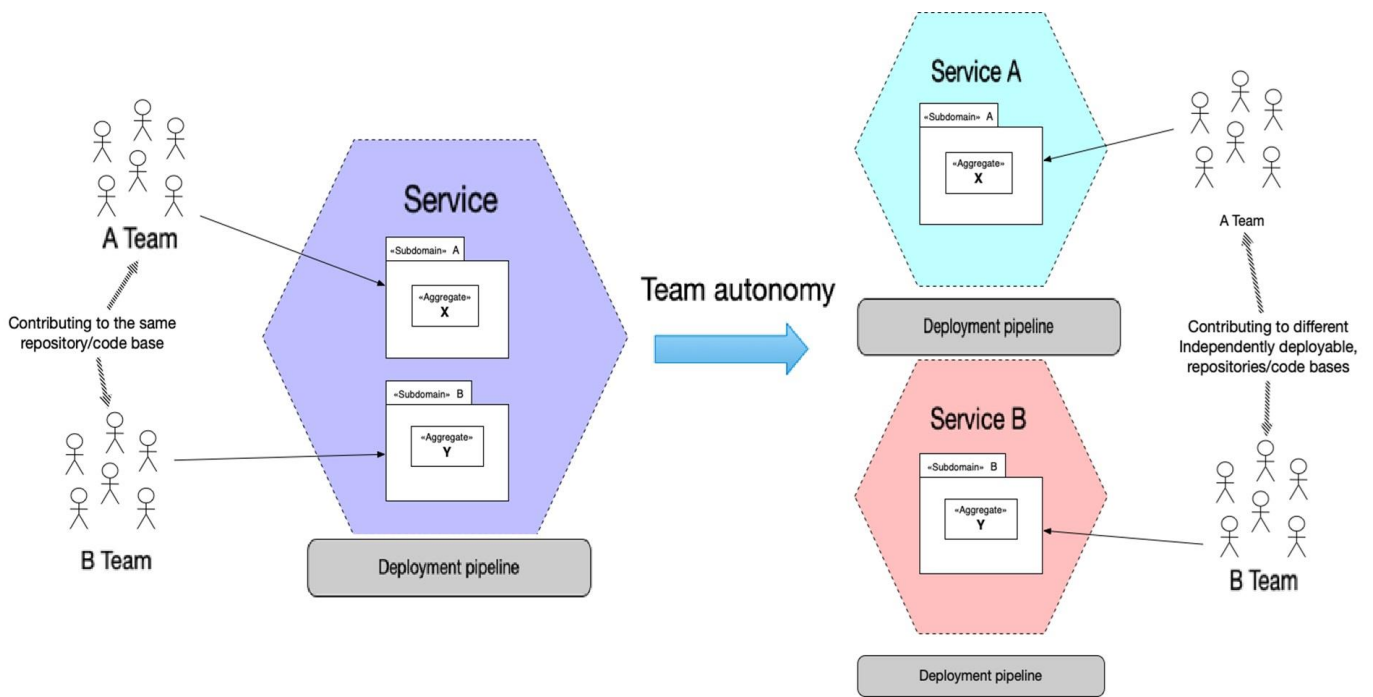 A Team
Contributing to the same
repository/code base
B Team
Service
«Subdomain» A
«Aggregate»
X
«Subdomain» B
«Aggregate»
Y
Deployment pipeline
Team autonomy
Service A
«Subdomain» A
«Aggregate»
X
Deployment pipeline
Service B
«Subdomain» B
«Aggregate»
Y
Deployment pipeline
A Team
Contributing to different
Independently deployable,
repositories/code bases
B Team